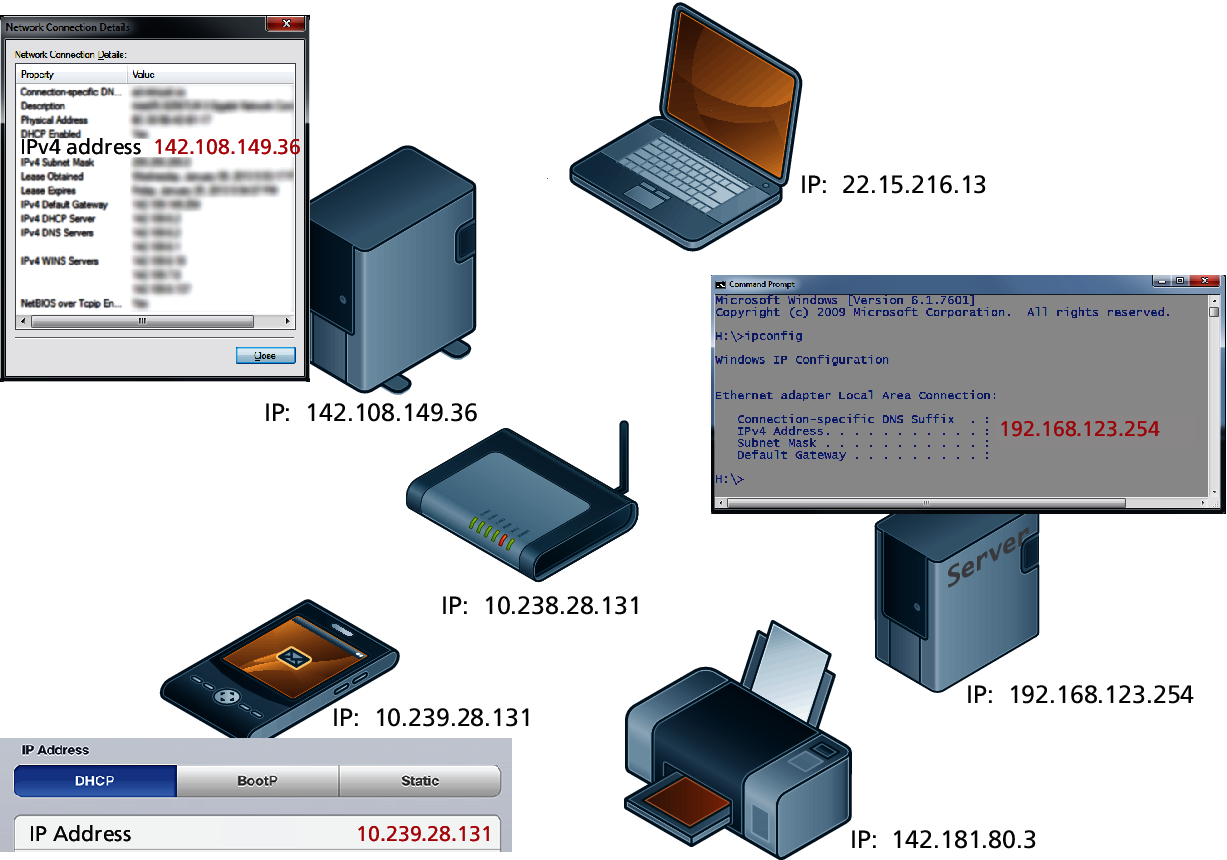 Network Connection Details
Network Connection Details:
Property Value
Connection-specific DN...
Description
Physical Address
DHCP Enabled
IPv4 address 142.108.149.36
IPv4 Subnet Mask
Lease Obtained
Lease Expires
IPv4 Default Gateway
IPv4 DHCP Server
IPv4 DNS Servers
IPv4 WINS Servers
NetBIOS over Tcpip En...
Close
IP: 142.108.149.36
IP: 22.15.216.13
Command Prompt
Microsoft Windows [Version 6.1.7601]
Copyright (c) 2009 Microsoft Corporation. All rights reserved.
H:\>ipconfig
Windows IP Configuration
Ethernet adapter Local Area Connection:
Connection-specific DNS Suffix . :
IPv4 Address. . . . . . . . . . . : 192.168.123.254
Subnet Mask . . . . . . . . . . . :
Default Gateway . . . . . . . . . :
H:\>
Server
IP: 192.168.123.254
IP: 10.238.28.131
IP: 10.239.28.131
IP Address
DHCP BootP Static
IP Address 10.239.28.131
IP: 142.181.80.3